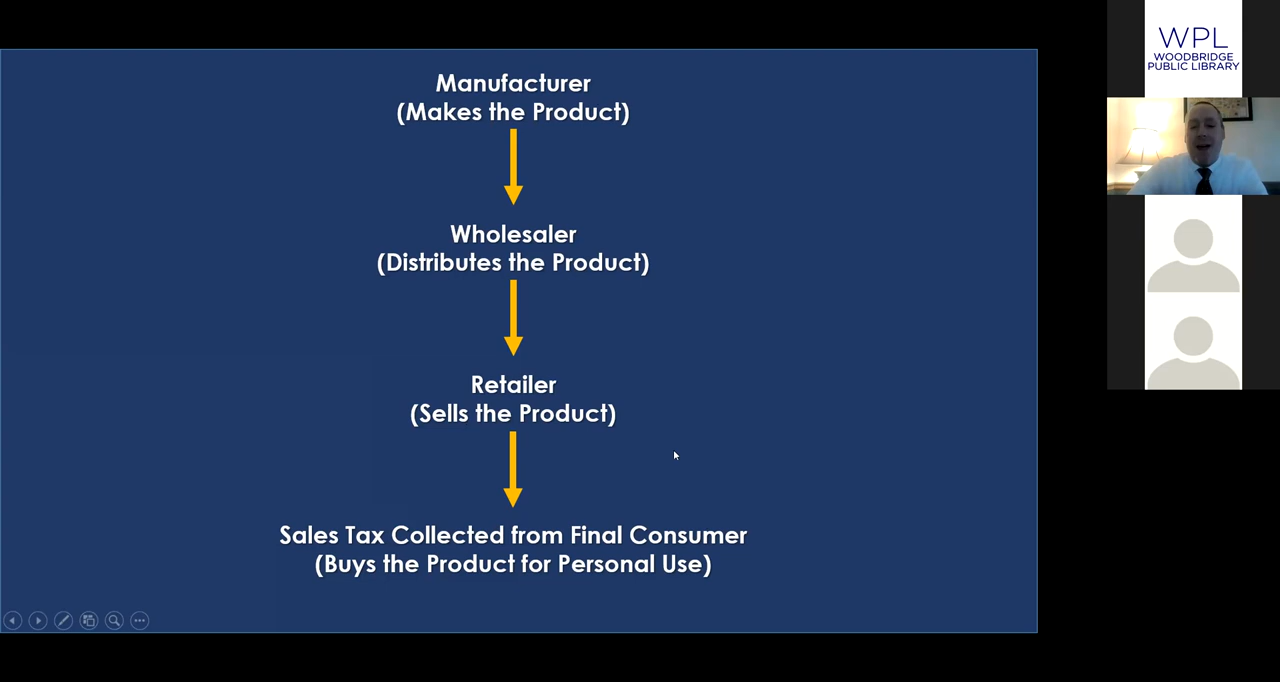 Manufacturer
(Makes the Product)
Wholesaler
(Distributes the Product)
Retailer
(Sells the Product)
Sales Tax Collected from Final Consumer
(Buys the Product for Personal Use)
WPL
WOODBRIDGE
PUBLIC LIBRARY